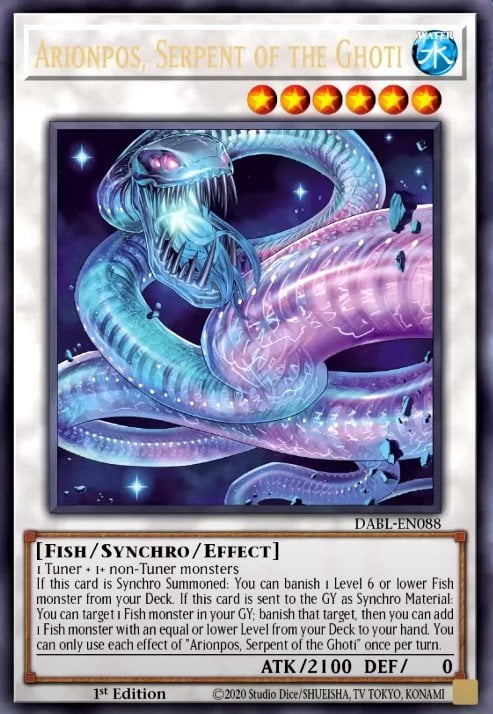 Arionpos, Serpent of the Ghoti
WATER
水
DABL-EN088
[Fish/Synchro/Effect]
1 Tuner + 1+ non-Tuner monsters
If this card is Synchro Summoned: You can banish 1 Level 6 or lower Fish
monster from your Deck. If this card is sent to the GY as Synchro Material:
You can target 1 Fish monster in your GY; banish that target, then you can add
1 Fish monster with an equal or lower Level from your Deck to your hand. You
can only use each effect of "Arionpos, Serpent of the Ghoti" once per turn.
ATK/2100 DEF/ 0
1st Edition ©2020 Studio Dice/SHUEISHA, TV TOKYO, KONAMI